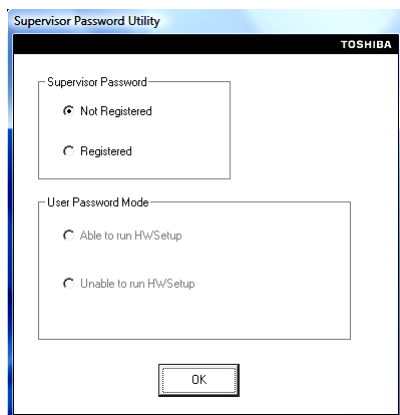 Supervisor Password Utility
TOSHIBA
Supervisor Password
Not Registered
Registered
User Password Mode
Able to run HWSetup
Unable to run HWSetup
OK